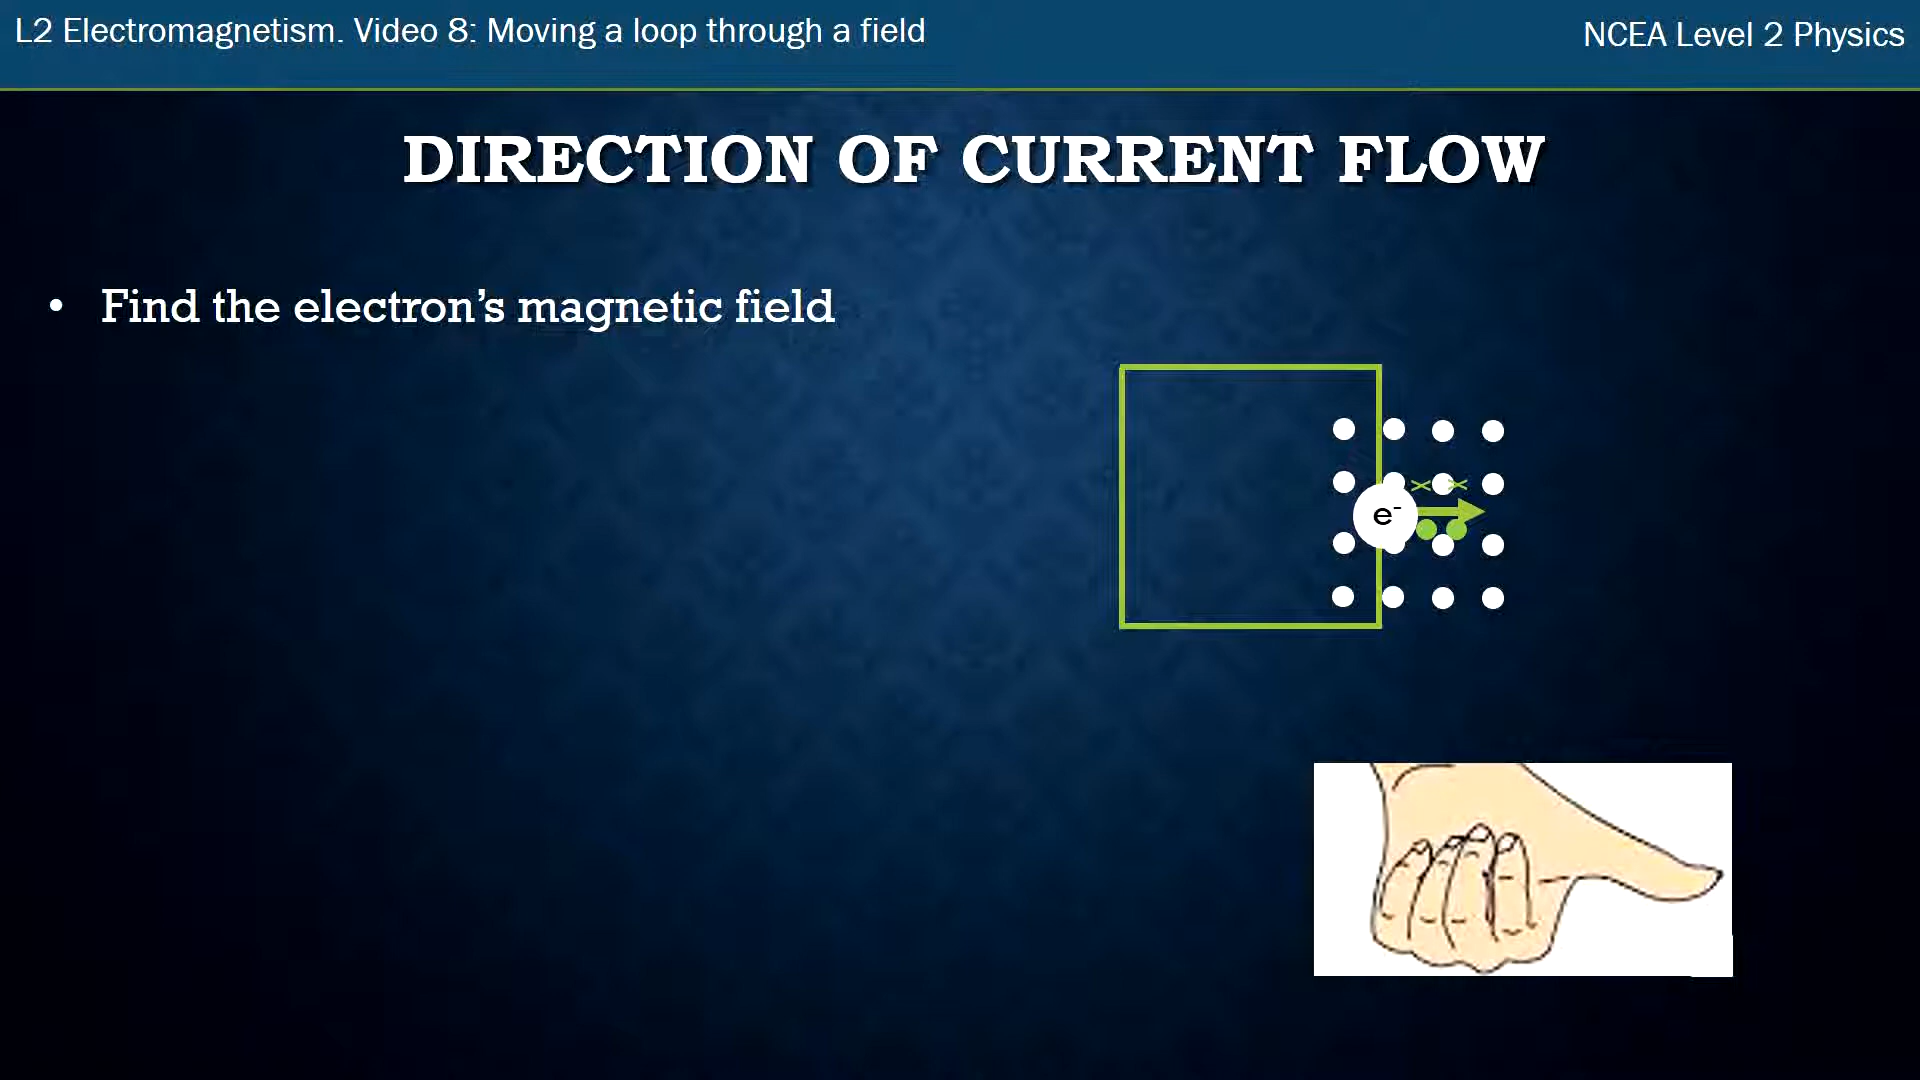 L2 Electromagnetism. Video 8: Moving a loop through a field
NCEA Level 2 Physics
DIRECTION OF CURRENT FLOW
• Find the electron’s magnetic field
e⁻